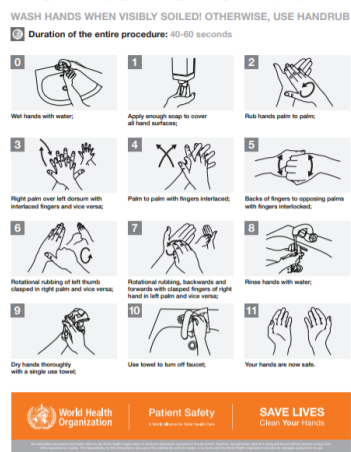 WASH HANDS WHEN VISIBLY SOILED! OTHERWISE, USE HANDRUB
Duration of the entire procedure: 40-60 seconds
0
1
2
Wet hands with water;
Apply enough soap to cover
all hand surfaces;
Rub hands palm to palm;
3
4
5
Right palm over left dorsum with
interlaced fingers and vice versa;
Palm to palm with fingers interlaced;
Backs of fingers to opposing palms
with fingers interlocked;
6
7
8
Rotational rubbing of left thumb
clasped in right palm and vice versa;
Rotational rubbing, backwards and
forwards with clasped fingers of right
hand in left palm and vice versa;
Rinse hands with water;
9
10
11
Dry hands thoroughly
with a single use towel;
Use towel to turn off faucet;
Your hands are now safe.
World Health
Organization
Patient Safety
A World Alliance for Safer Health Care
SAVE LIVES
Clean Your Hands